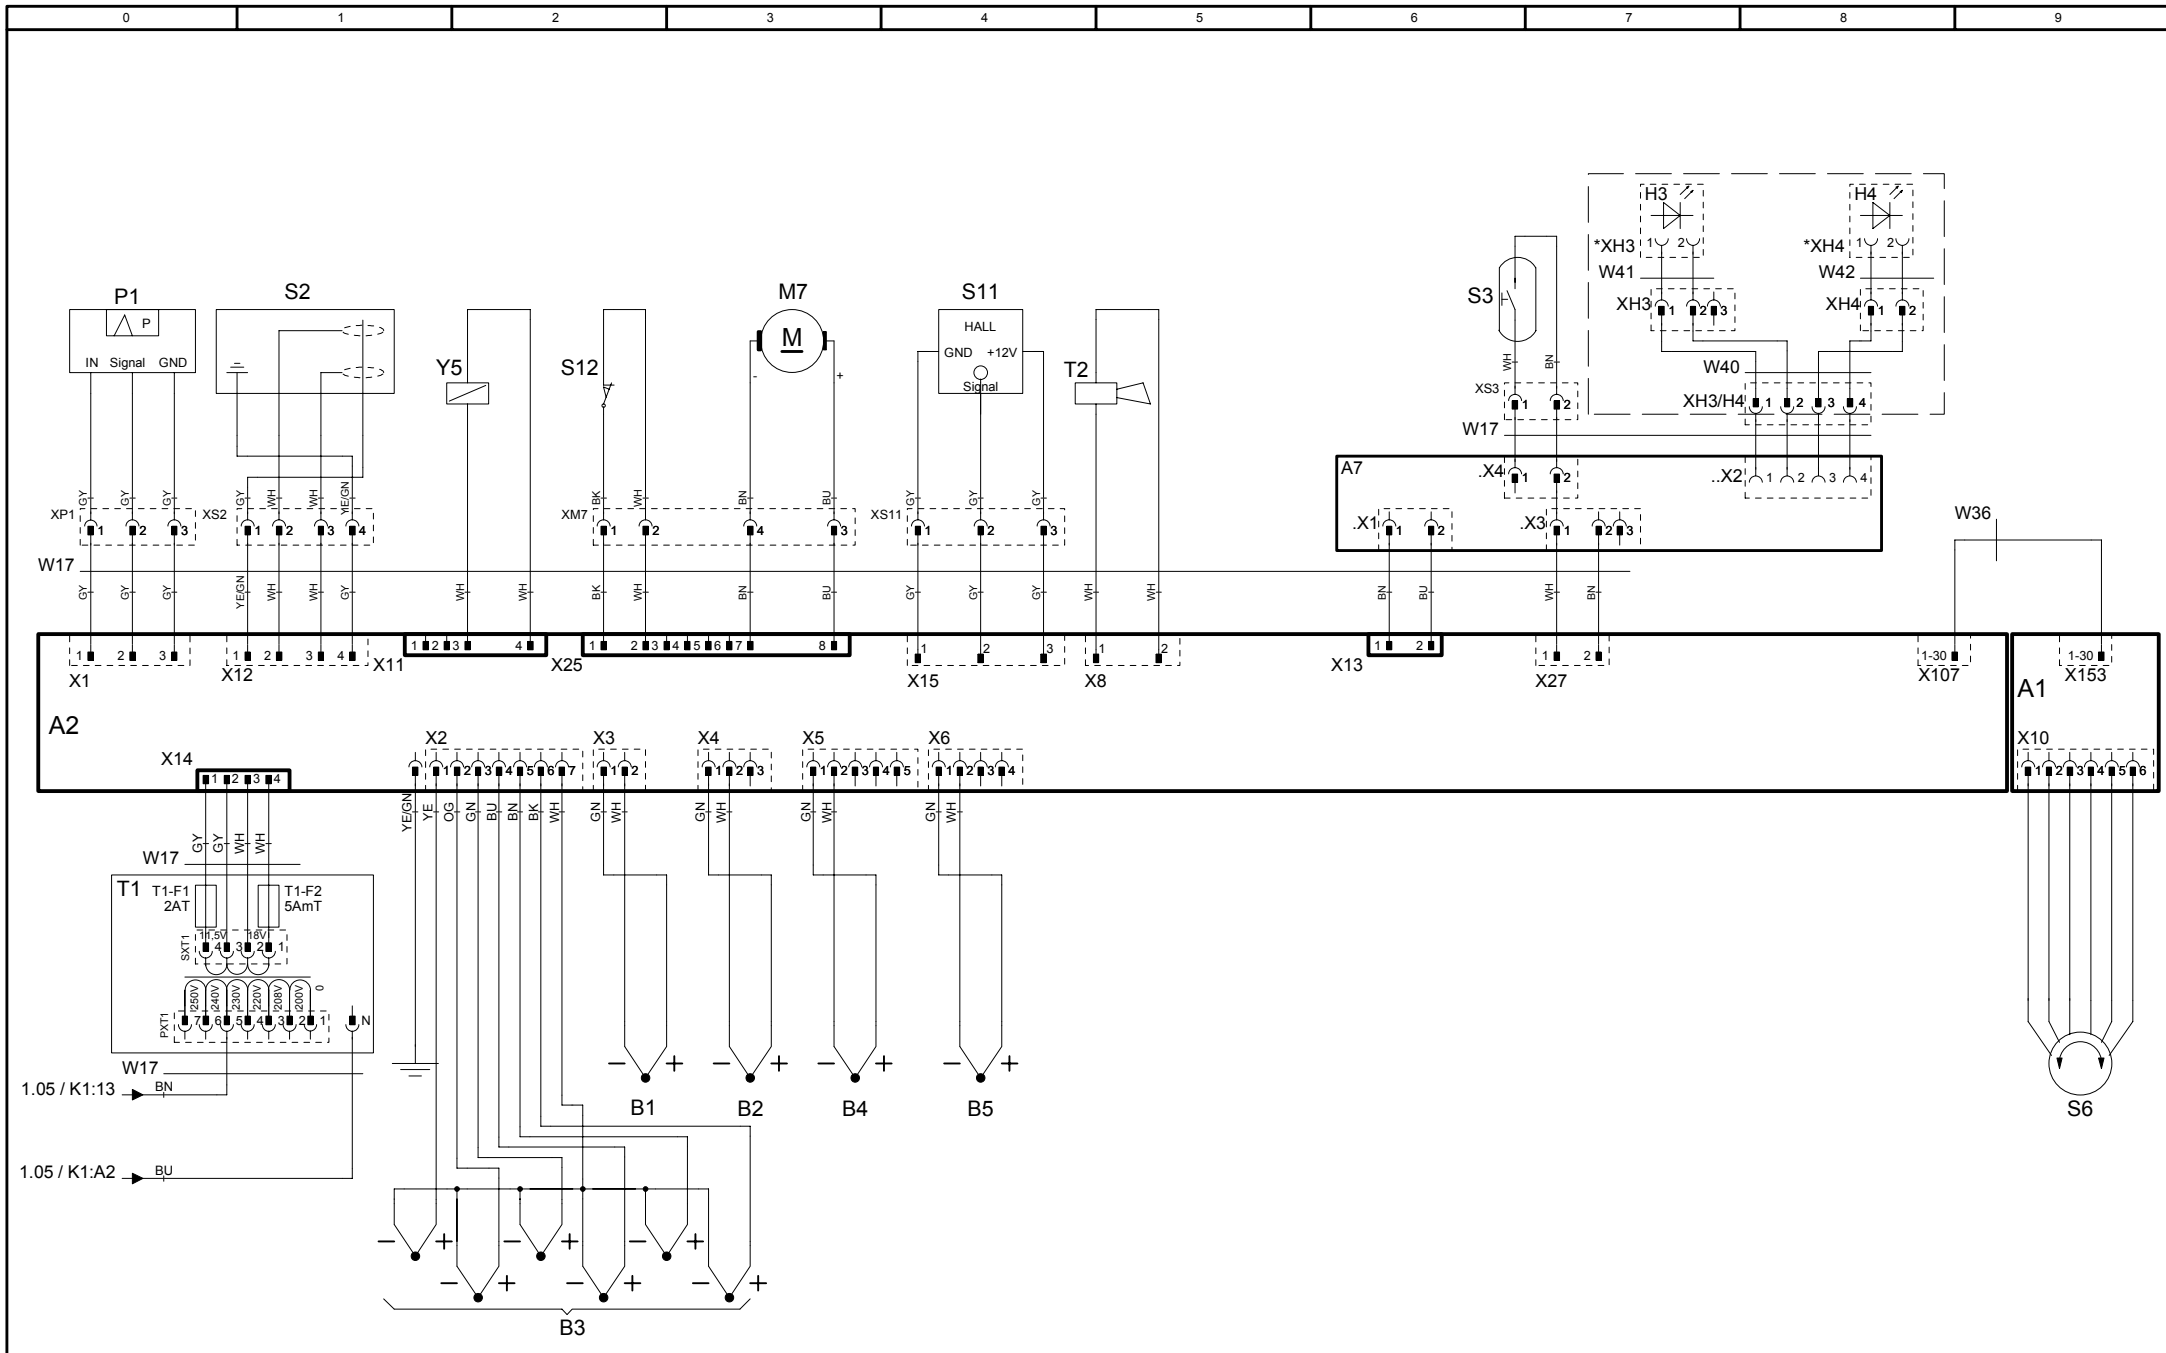 0 1 2 3 4 5 6 7 8 9
H3 H4
*XH3 1 2 *XH4 1 2
W41 W42
XH3 1 2 3 XH4 1 2
P1 S2 M7 S11 S3
P M HALL
IN Signal GND Y5 S12 - + GND +12V T2
Signal
WH BN W40
XS3 1 2 XH3/H4 1 2 3 4
W17
A7 .X4 1 2 ..X2 1 2 3 4
GY GY GY GY WH WH YE/GN BK WH BN BU GY GY GY
XP1 1 2 3 XS2 1 2 3 4 XM7 1 2 4 3 XS11 1 2 3 .X1 1 2 .X3 1 2 3 W36
W17
GY GY GY YE/GN WH WH GY WH WH BK WH BN BU GY GY GY WH WH BN BU WH BN
1 2 3 1 2 3 4 1 2 3 4 1 2 3 4 5 6 7 8 1 2 3 1 2 1 2 1 2 1-30 1-30
X1 X12 X11 X25 X15 X8 X13 X27 X107 X153
A2 A1
X14 X2 X3 X4 X5 X6 X10
1 2 3 4 1 2 3 4 5 6 7 1 2 1 2 3 1 2 3 4 5 1 2 3 4 1 2 3 4 5 6
GY GY WH WH YE/GN YE OG GN BU BN BK WH GN WH GN WH GN WH GN WH
W17
T1 T1-F1 T1-F2
2AT 5AmT
11,5V 18V
SXT1 4 3 2 1
250V 240V 230V 220V 208V 200V 0
PXT1 7 6 5 4 3 2 1 N
W17
1.05 / K1:13 BN
− + − + − + − +
B1 B2 B4 B5 S6
1.05 / K1:A2 BU
− + − + − +
− + − + − +
B3